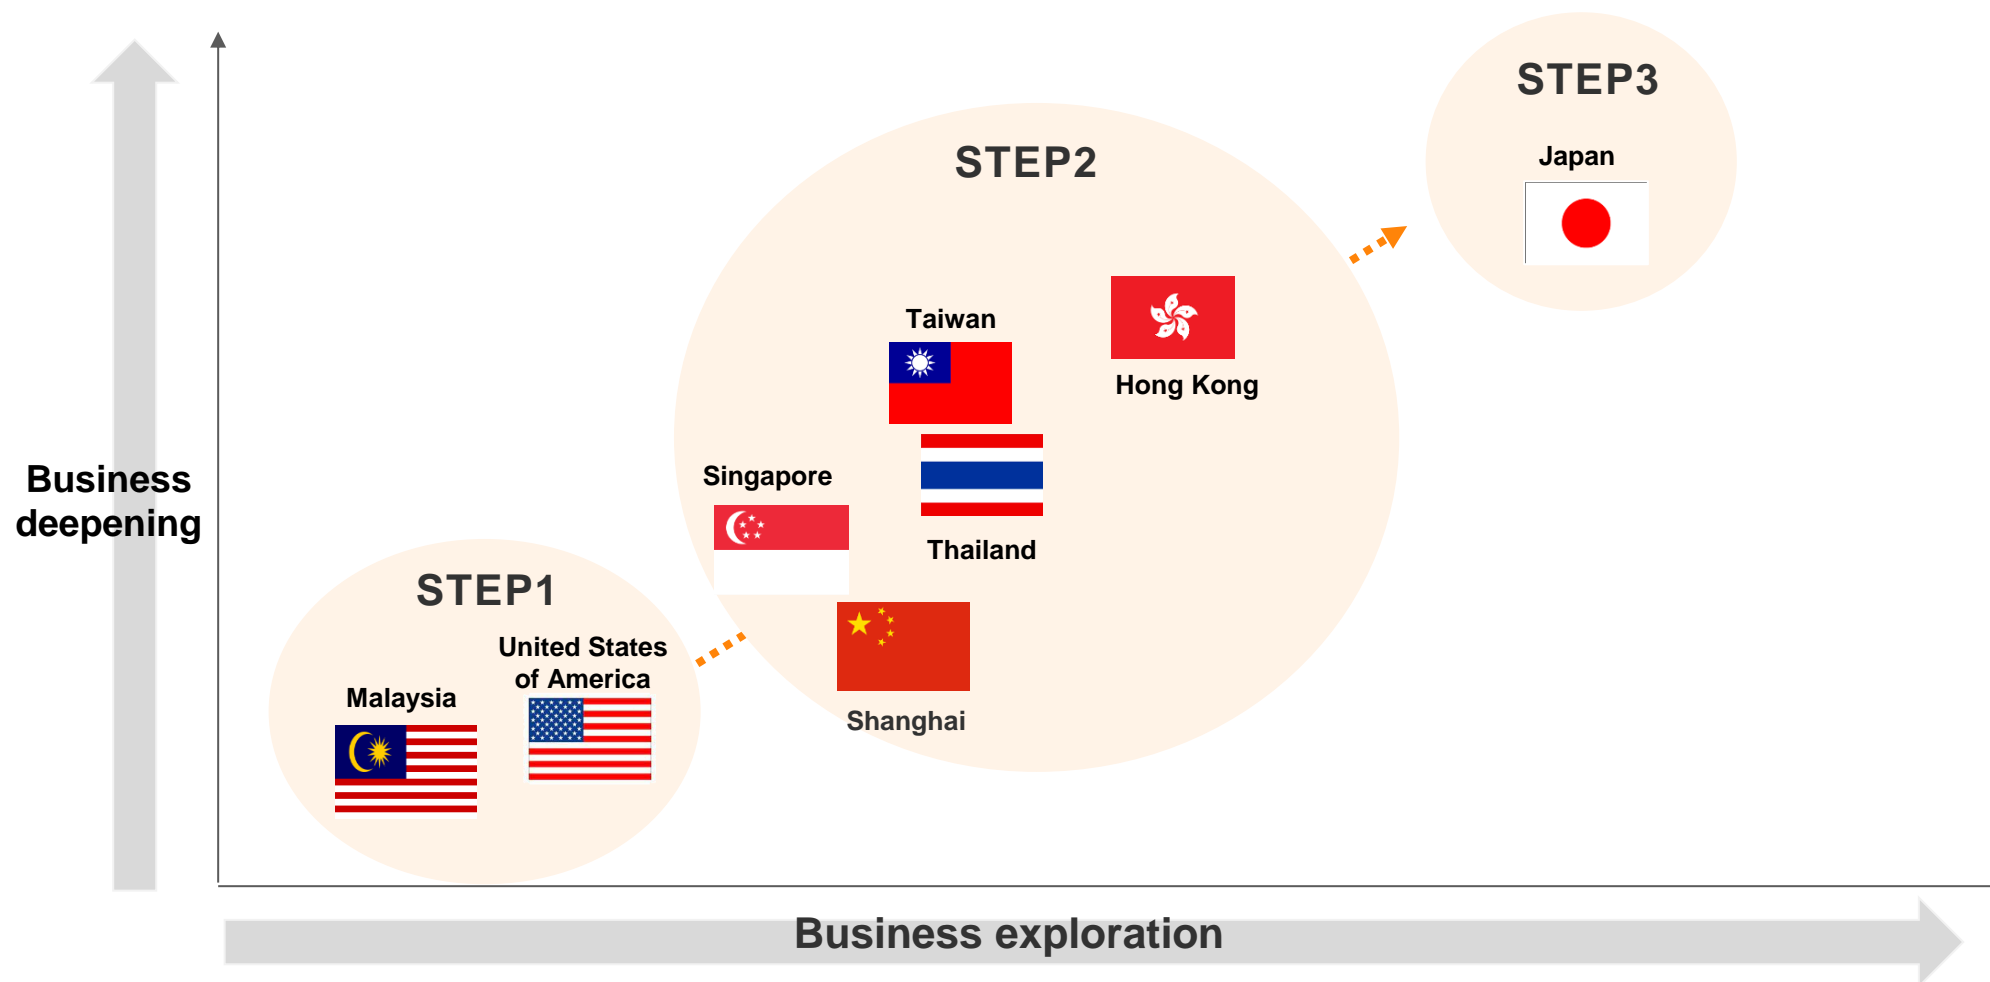 STEP3
Japan
STEP2
Taiwan
Hong Kong
Singapore
Thailand
Shanghai
Business
deepening
STEP1
United States
of America
Malaysia
Business exploration